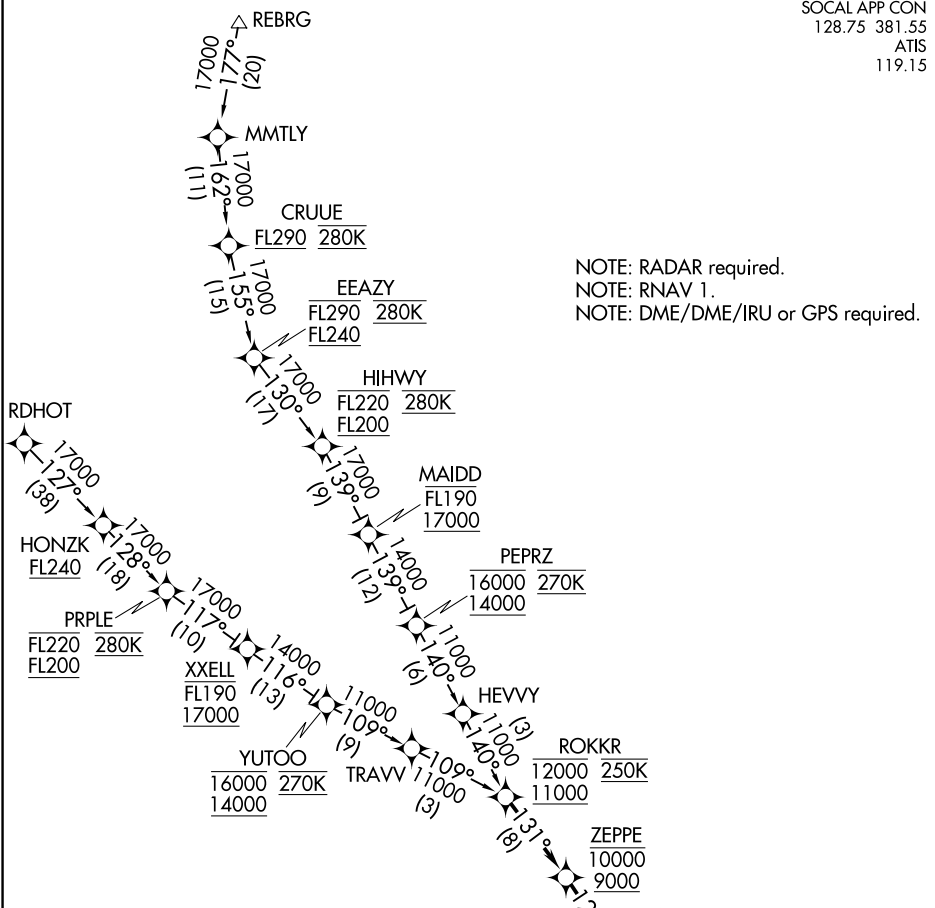 SOCAL APP CON
128.75 381.55
ATIS
119.15
REBRG
17000
177°
(20)
MMTLY
17000
162°
(11)
CRUUE
FL290 280K
17000
155°
(15)
NOTE: RADAR required.
NOTE: RNAV 1.
NOTE: DME/DME/IRU or GPS required.
EEAZY
FL290 280K
FL240
17000
130°
(17)
HIHWY
FL220 280K
FL200
17000
139°
(9)
MAIDD
FL190
17000
14000
139°
(12)
PEPRZ
16000 270K
14000
11000
140°
(6)
HEVVY
(3)
11000
140°
RDHOT
17000
127°
(38)
HONZK
FL240
17000
128°
(18)
PRPLE
FL220 280K
FL200
17000
117°
(10)
XXELL
FL190
17000
14000
116°
(13)
YUTOO
16000 270K
14000
11000
109°
(9)
TRAVV
109°
11000
(3)
ROKKR
12000 250K
11000
131°
(8)
ZEPPE
10000
9000